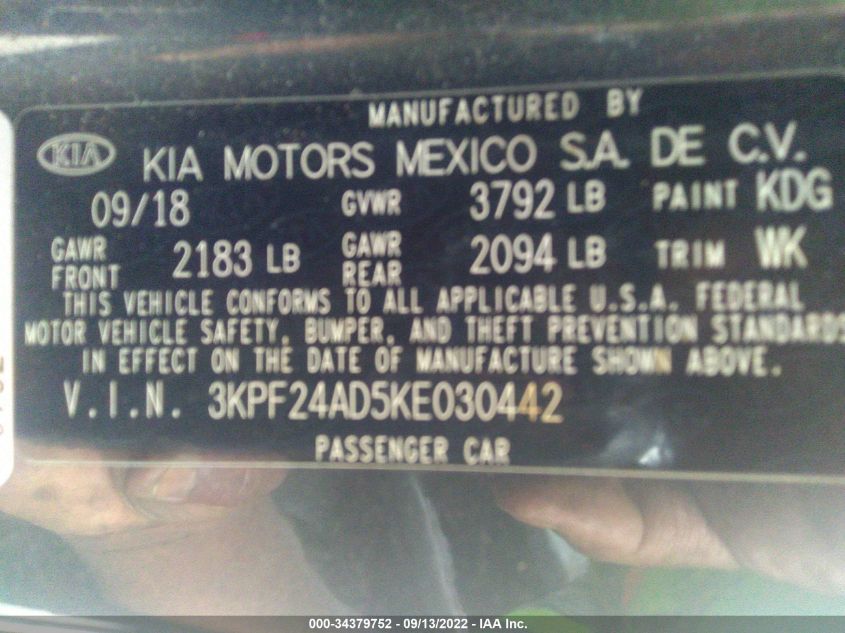 MANUFACTURED BY
KIA KIA MOTORS MEXICO S.A. DE C.V.
09/18 GVWR 3792 LB PAINT KDG
GAWR FRONT 2183 LB GAWR REAR 2094 LB TRIM WK
THIS VEHICLE CONFORMS TO ALL APPLICABLE U.S.A. FEDERAL
MOTOR VEHICLE SAFETY, BUMPER, AND THEFT PREVENTION STANDARDS
IN EFFECT ON THE DATE OF MANUFACTURE SHOWN ABOVE.
V.I.N. 3KPF24AD5KE030442
PASSENGER CAR
000-34379752 - 09/13/2022 - IAA Inc.